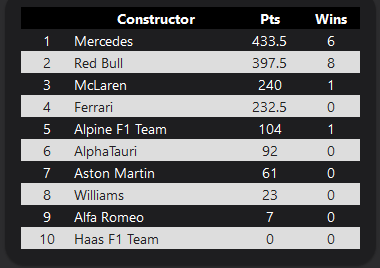 Constructor Pts Wins
1 Mercedes 433.5 6
2 Red Bull 397.5 8
3 McLaren 240 1
4 Ferrari 232.5 0
5 Alpine F1 Team 104 1
6 AlphaTauri 92 0
7 Aston Martin 61 0
8 Williams 23 0
9 Alfa Romeo 7 0
10 Haas F1 Team 0 0